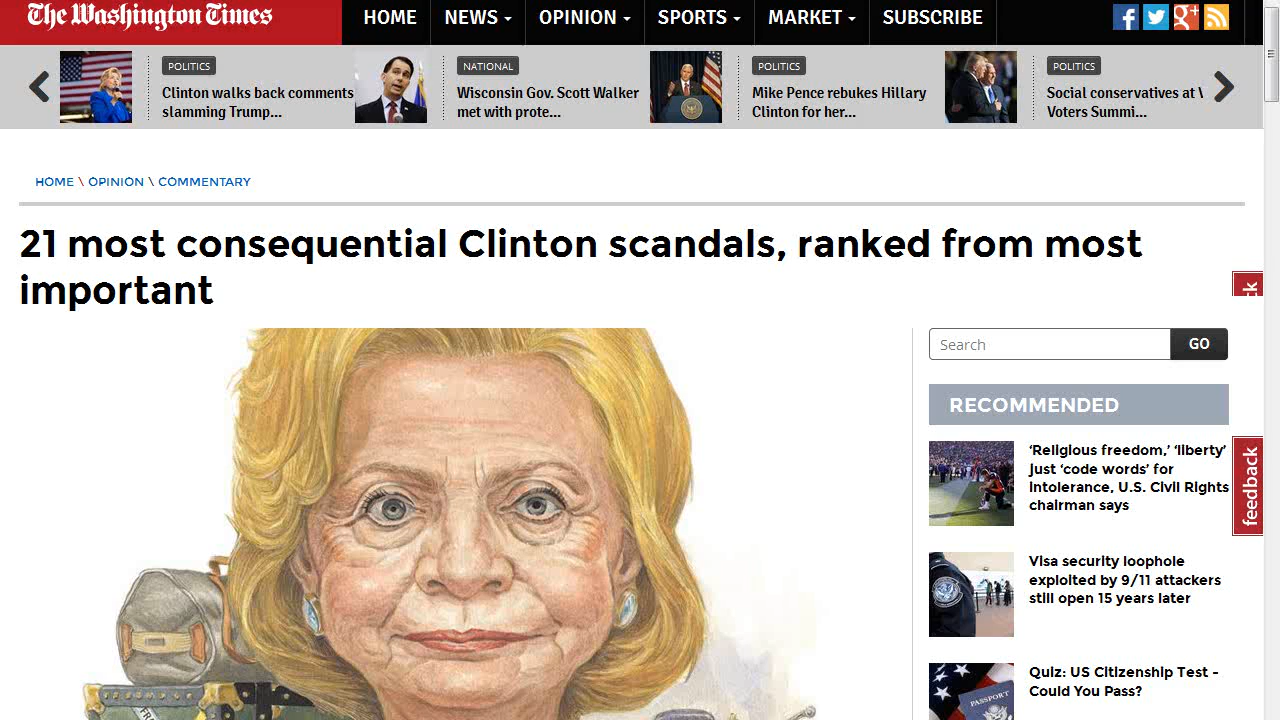 The Washington Times
HOME NEWS OPINION SPORTS MARKET SUBSCRIBE
POLITICS
Clinton walks back comments
slamming Trump...
NATIONAL
Wisconsin Gov. Scott Walker
met with prote...
POLITICS
Mike Pence rebukes Hillary
Clinton for her...
POLITICS
Social conservatives at
Voters Summi...
HOME \ OPINION \ COMMENTARY
21 most consequential Clinton scandals, ranked from most
important
Search GO
RECOMMENDED
‘Religious freedom,’ ‘liberty’
just ‘code words’ for
intolerance, U.S. Civil Rights
chairman says
feedback
Visa security loophole
exploited by 9/11 attackers
still open 15 years later
Quiz: US Citizenship Test -
Could You Pass?
PASSPORT